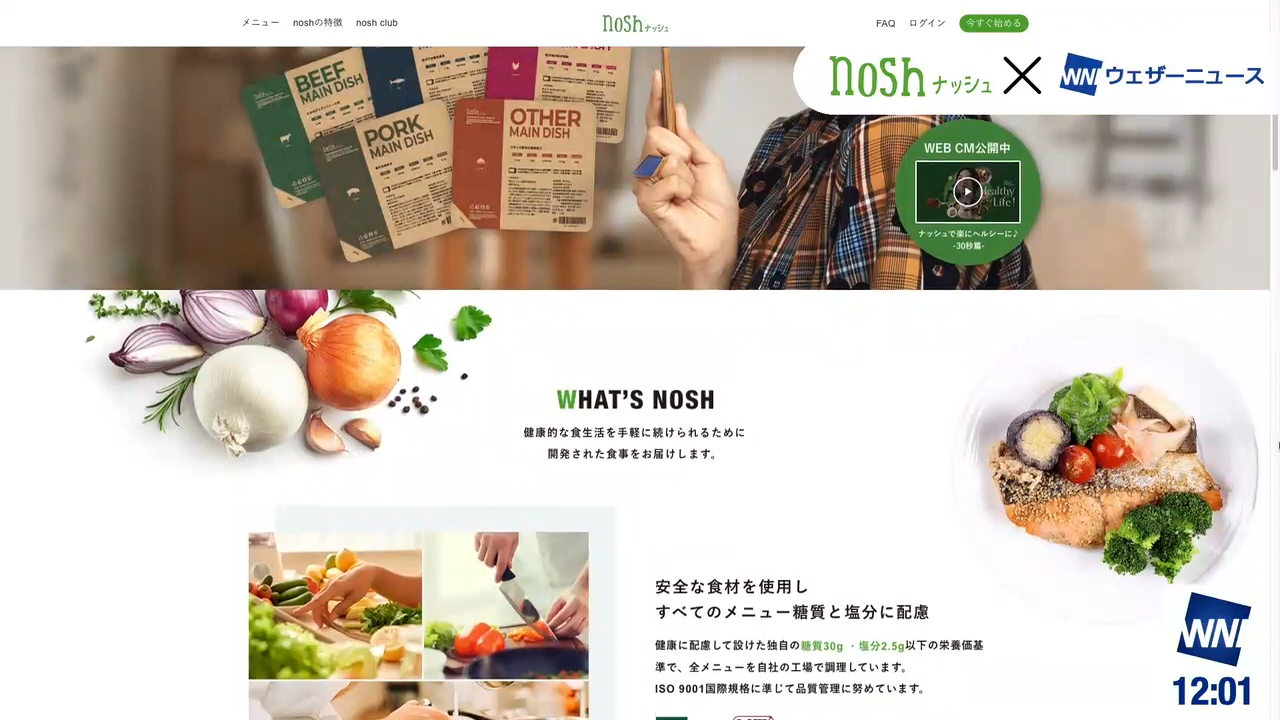 メニュー noshの特徴 nosh club
nosh ナッシュ
FAQ ログイン 今すぐ始める
nosh ナッシュ × WN ウェザーニュース
BEEF
MAIN DISH
PORK
MAIN DISH
OTHER
MAIN DISH
WEB CM公開中
Healthy
Life!
ナッシュで楽にヘルシーに♪
-30秒篇-
WHAT'S NOSH
健康的な食生活を手軽に続けられるために
開発された食事をお届けします。
安全な食材を使用し
すべてのメニュー糖質と塩分に配慮
健康に配慮して設けた独自の糖質30g ・塩分2.5g以下の栄養価基
準で、全メニューを自社の工場で調理しています。
ISO 9001国際規格に準じて品質管理に努めています。
WN
12:01